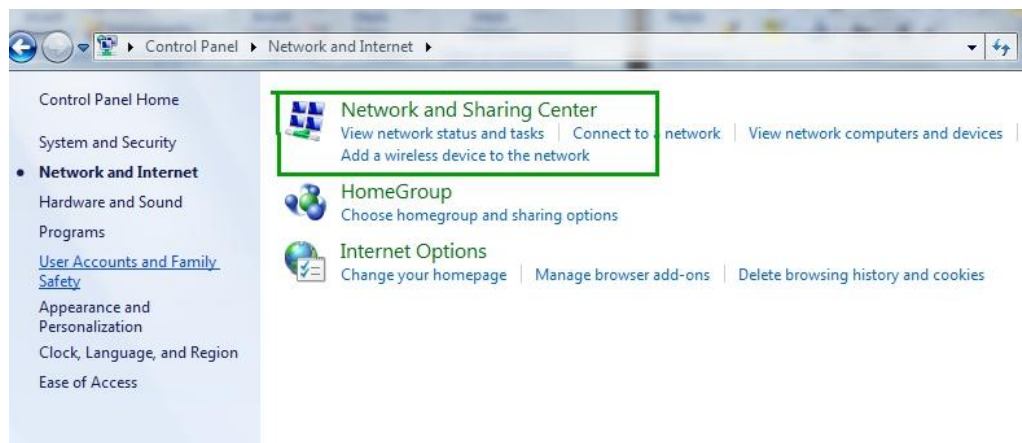 Control Panel Network and Internet
Control Panel Home
System and Security
Network and Internet
Hardware and Sound
Programs
User Accounts and Family
Safety
Appearance and
Personalization
Clock, Language, and Region
Ease of Access
Network and Sharing Center
View network status and tasks Connect to a network View network computers and devices
Add a wireless device to the network
HomeGroup
Choose homegroup and sharing options
Internet Options
Change your homepage Manage browser add-ons Delete browsing history and cookies